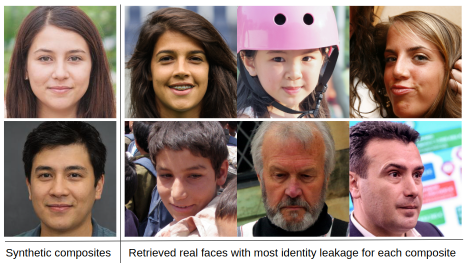 Synthetic composites
Retrieved real faces with most identity leakage for each composite